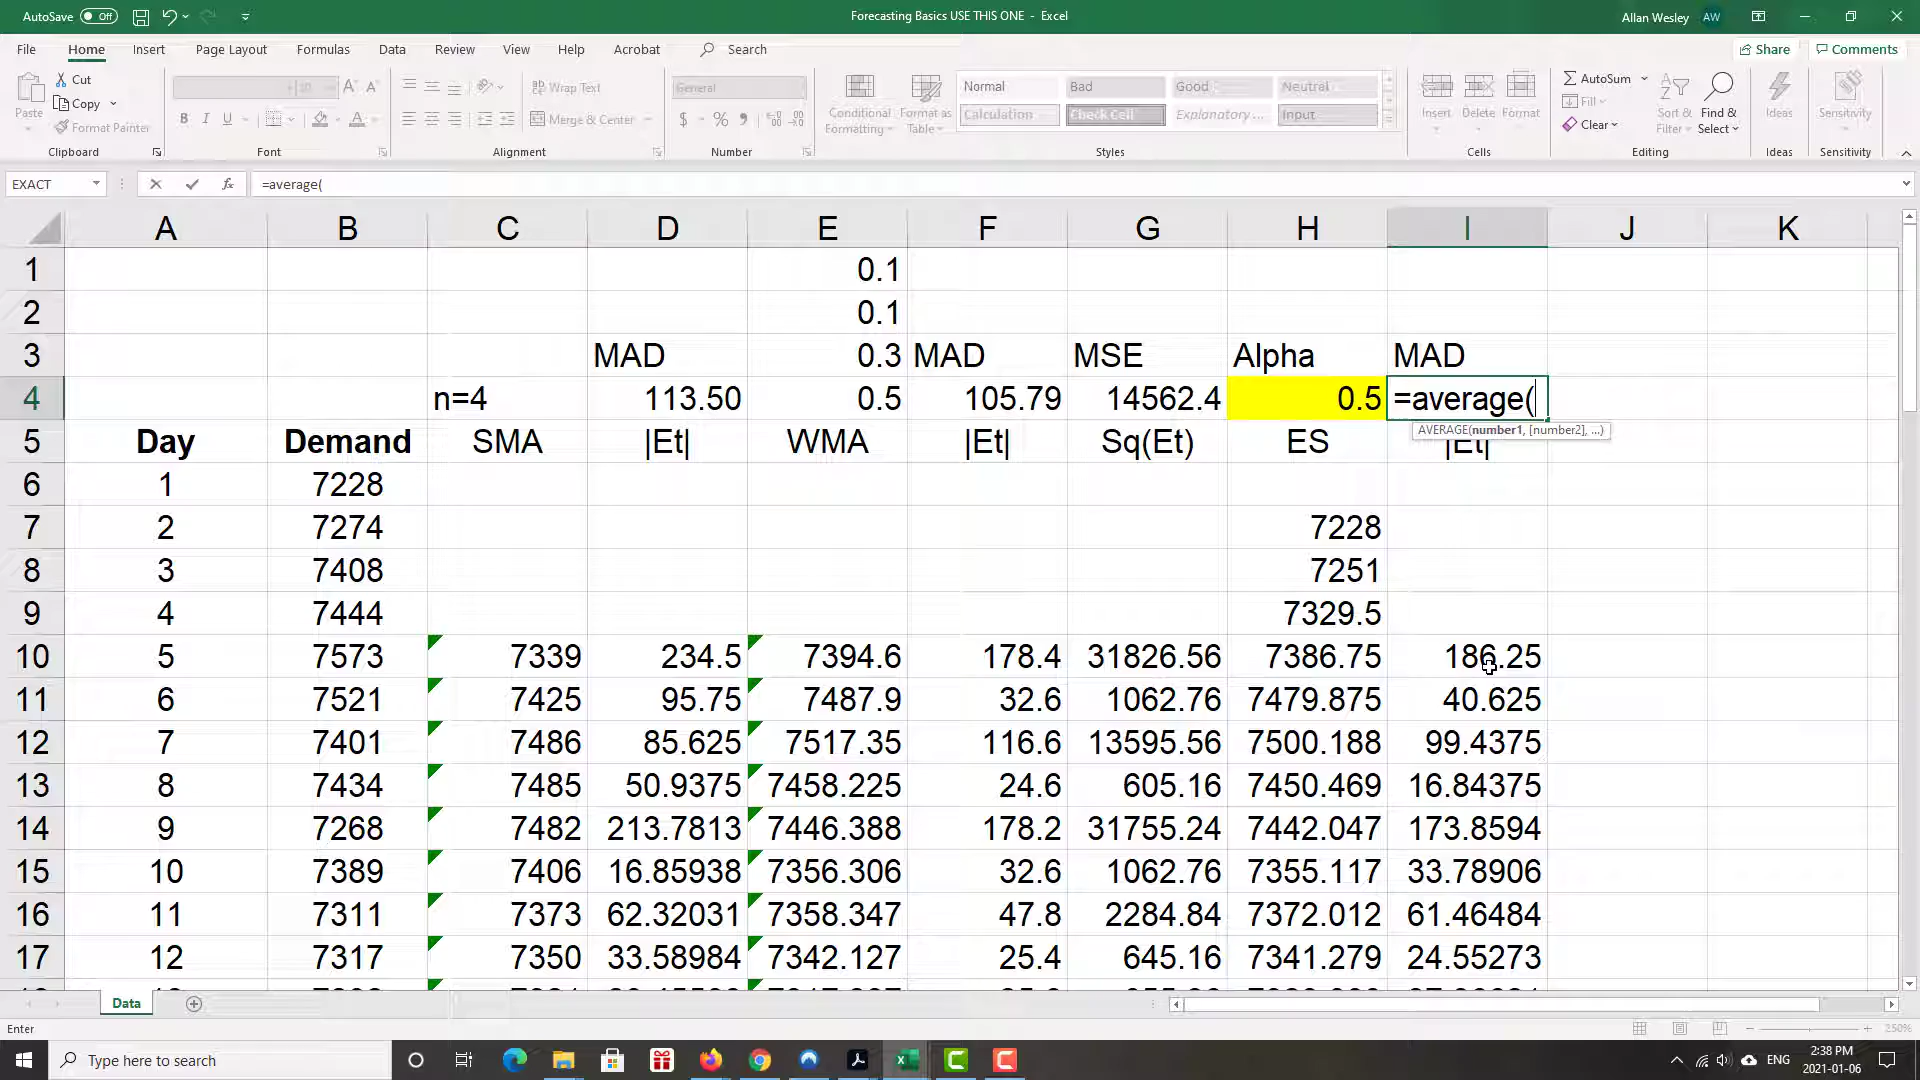 AutoSave Off Forecasting Basics USE THIS ONE - Excel Allan Wesley AW
File Home Insert Page Layout Formulas Data Review View Help Acrobat Search Share Comments
Paste Cut Copy Format Painter Clipboard
10 B I U Font
Wrap Text Merge & Center Alignment
General $ % Number
Conditional Formatting Format as Table
Normal Bad Good Neutral
Calculation Check Cell Explanatory ... Input
Styles
Insert Delete Format Cells
AutoSum Fill Clear Sort & Filter Find & Select Editing
Ideas Ideas
Sensitivity Sensitivity
EXACT fx =average(
A B C D E F G H I J K
1 0.1
2 0.1
3 MAD 0.3 MAD MSE Alpha MAD
4 n=4 113.50 0.5 105.79 14562.4 0.5 =average(
AVERAGE(number1, [number2], ...)
5 Day Demand SMA |Et| WMA |Et| Sq(Et) ES |Et|
6 1 7228
7 2 7274 7228
8 3 7408 7251
9 4 7444 7329.5
10 5 7573 7339 234.5 7394.6 178.4 31826.56 7386.75 186.25
11 6 7521 7425 95.75 7487.9 32.6 1062.76 7479.875 40.625
12 7 7401 7486 85.625 7517.35 116.6 13595.56 7500.188 99.4375
13 8 7434 7485 50.9375 7458.225 24.6 605.16 7450.469 16.84375
14 9 7268 7482 213.7813 7446.388 178.2 31755.24 7442.047 173.8594
15 10 7389 7406 16.85938 7356.306 32.6 1062.76 7355.117 33.78906
16 11 7311 7373 62.32031 7358.347 47.8 2284.84 7372.012 61.46484
17 12 7317 7350 33.58984 7342.127 25.4 645.16 7341.279 24.55273
Data
Enter 250%
Type here to search ENG 2:38 PM
2021-01-06